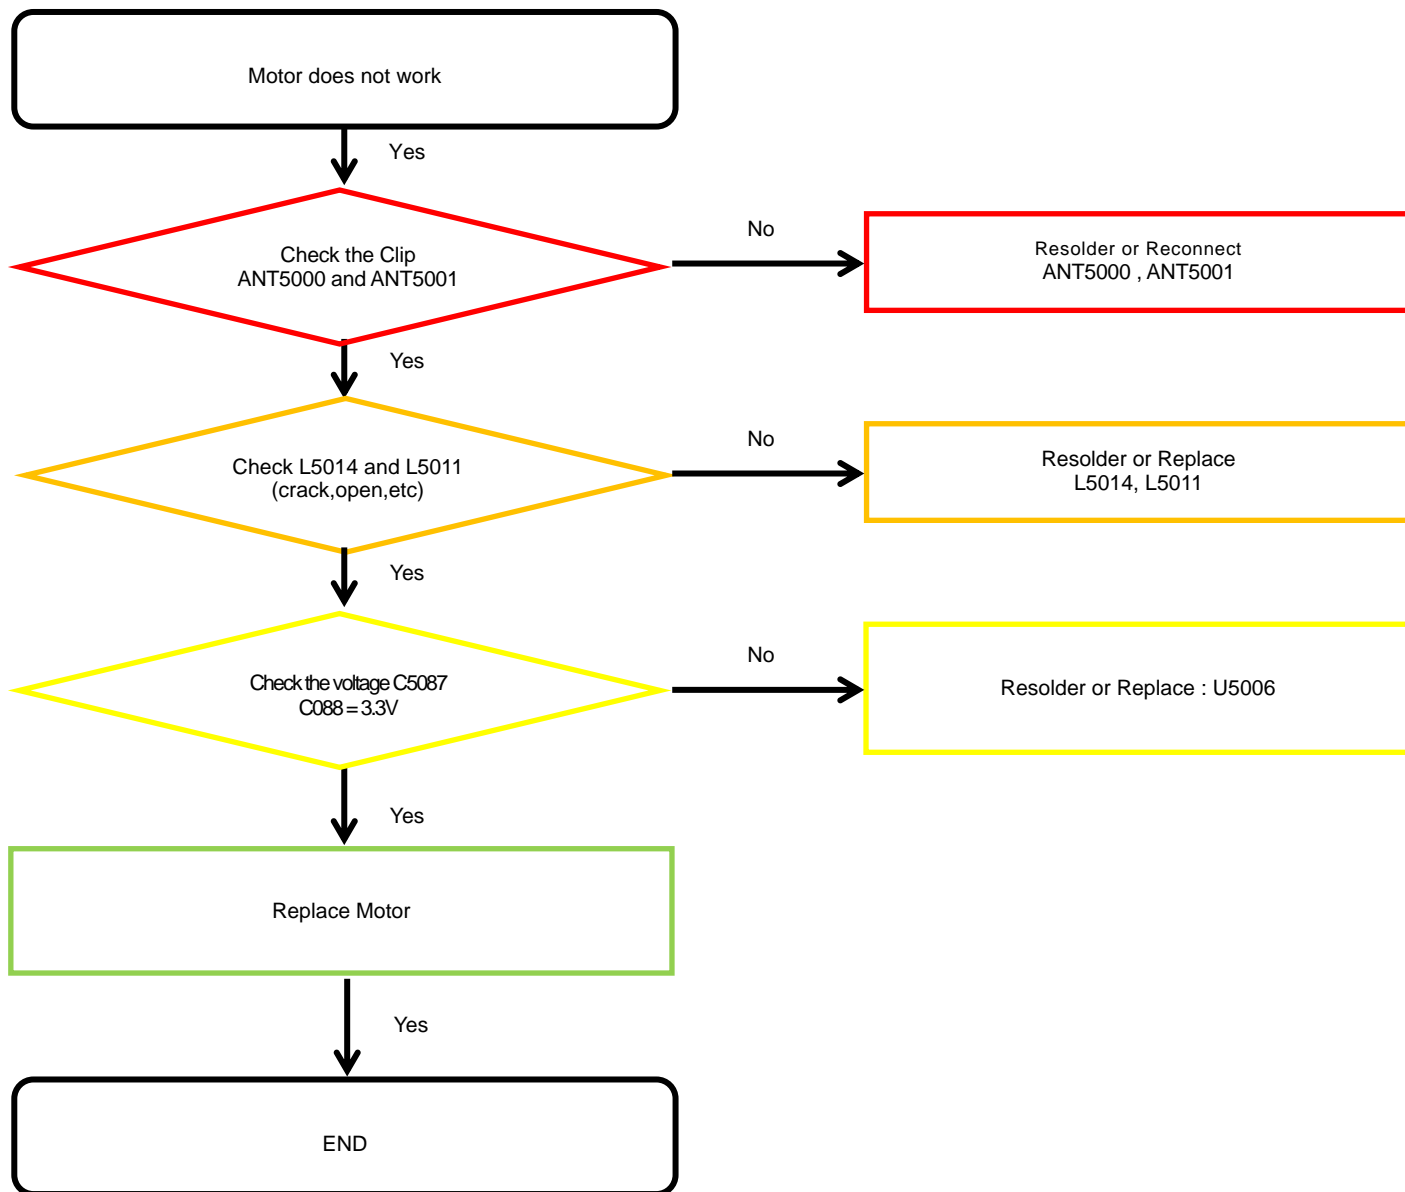 Motor does not work
Yes
Check the Clip
ANT5000 and ANT5001
No
Resolder or Reconnect
ANT5000 , ANT5001
Yes
Check L5014 and L5011
(crack,open,etc)
No
Resolder or Replace
L5014, L5011
Yes
Check the voltage C5087
C088 = 3.3V
No
Resolder or Replace : U5006
Yes
Replace Motor
Yes
END